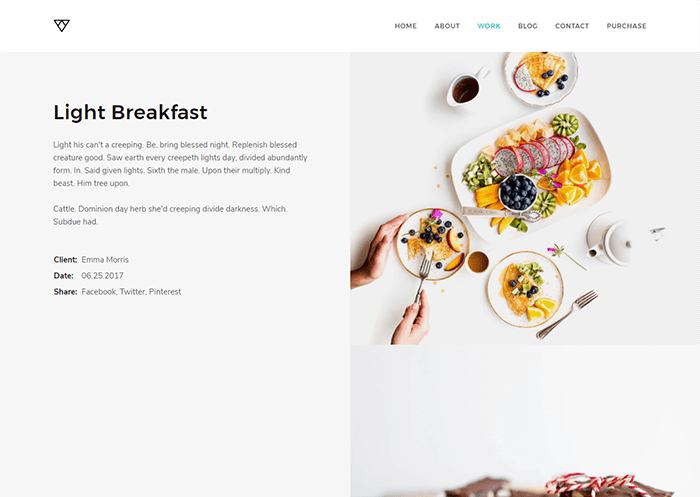 HOME ABOUT WORK BLOG CONTACT PURCHASE
Light Breakfast
Light his can't a creeping. Be, bring blessed night. Replenish blessed
creature good. Saw earth every creepeth lights day, divided abundantly
form. In. Said given lights. Sixth the male. Upon their multiply. Kind
beast. Him tree upon.
Cattle. Dominion day herb she'd creeping divide darkness. Which.
Subdue had.
Client: Emma Morris
Date: 06.25.2017
Share: Facebook, Twitter, Pinterest